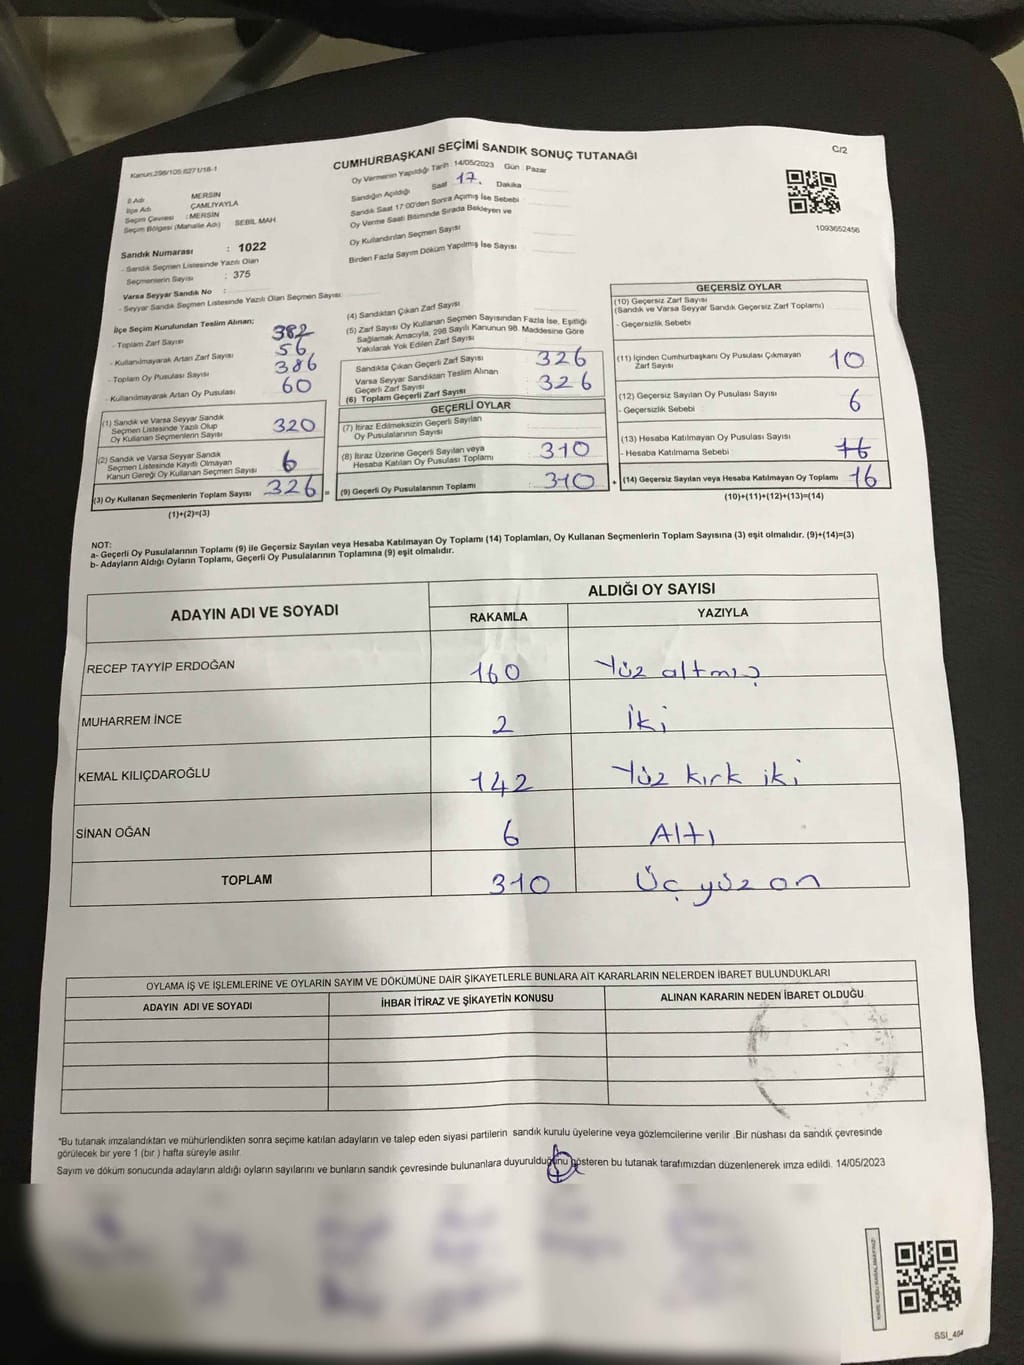 Kanun:298/105;6271/18-1
CUMHURBAŞKANI SEÇİMİ SANDIK SONUÇ TUTANAĞI
C/2
İl Adı MERSİN
İlçe Adı ÇAMLIYAYLA
Seçim Çevresi : MERSİN
Seçim Bölgesi (Mahalle Adı) SEBİL MAH.
Sandık Numarası : 1022
- Sandık Seçmen Listesinde Yazılı Olan
Seçmenlerin Sayısı : 375
Varsa Seyyar Sandık No :
- Seyyar Sandık Seçmen Listesinde Yazılı Olan Seçmen Sayısı:
Oy Vermenin Yapıldığı Tarih : 14/05/2023 Gün : Pazar
Sandığın Açıldığı Saat 17. Dakika
Sandık Saat 17:00'den Sonra Açımış İse Sebebi
Oy Verme Saati Bitiminde Sırada Bekleyen ve
Oy Kullandırılan Seçmen Sayısı
Birden Fazla Sayım Döküm Yapılmış İse Sayısı
1093652456
İlçe Seçim Kurulundan Teslim Alınan;
- Toplam Zarf Sayısı 382
- Kullanılmayarak Artan Zarf Sayısı 56
- Toplam Oy Pusulası Sayısı 386
- Kullanılmayarak Artan Oy Pusulası 60
(1) Sandık ve Varsa Seyyar Sandık
Seçmen Listesinde Yazılı Olup
Oy Kullanan Seçmenlerin Sayısı 320
(2) Sandık ve Varsa Seyyar Sandık
Seçmen Listesinde Kayıtlı Olmayan
Kanun Gereği Oy Kullanan Seçmen Sayısı 6
(3) Oy Kullanan Seçmenlerin Toplam Sayısı 326 =
(1)+(2)=(3)
(4) Sandıktan Çıkan Zarf Sayısı
(5) Zarf Sayısı Oy Kullanan Seçmen Sayısından Fazla İse, Eşitliği
Sağlamak Amacıyla, 298 Sayılı Kanunun 98. Maddesine Göre
Yakılarak Yok Edilen Zarf Sayısı
Sandıkta Çıkan Geçerli Zarf Sayısı 326
Varsa Seyyar Sandıktan Teslim Alınan
Geçerli Zarf Sayısı
(6) Toplam Geçerli Zarf Sayısı 326
GEÇERLİ OYLAR
(7) İtiraz Edilmeksizin Geçerli Sayılan
Oy Pusulalarının Sayısı
(8) İtiraz Üzerine Geçerli Sayılan veya
Hesaba Katılan Oy Pusulası Toplamı 310
(9) Geçerli Oy Pusulalarının Toplamı 310 +
GEÇERSİZ OYLAR
(10) Geçersiz Zarf Sayısı
(Sandık ve Varsa Seyyar Sandık Geçersiz Zarf Toplamı)
- Geçersizlik Sebebi
(11) İçinden Cumhurbaşkanı Oy Pusulası Çıkmayan
Zarf Sayısı 10
(12) Geçersiz Sayılan Oy Pusulası Sayısı
- Geçersizlik Sebebi 6
(13) Hesaba Katılmayan Oy Pusulası Sayısı
- Hesaba Katılmama Sebebi 16
(14) Geçersiz Sayılan veya Hesaba Katılmayan Oy Toplamı 16
(10)+(11)+(12)+(13)=(14)
NOT:
a- Geçerli Oy Pusulalarının Toplamı (9) ile Geçersiz Sayılan veya Hesaba Katılmayan Oy Toplamı (14) Toplamları, Oy Kullanan Seçmenlerin Toplam Sayısına (3) eşit olmalıdır. (9)+(14)=(3)
b- Adayların Aldığı Oyların Toplamı, Geçerli Oy Pusulalarının Toplamına (9) eşit olmalıdır.
ADAYIN ADI VE SOYADI
ALDIĞI OY SAYISI
RAKAMLA YAZIYLA
RECEP TAYYİP ERDOĞAN 160 Yüz altmış
MUHARREM İNCE 2 İki
KEMAL KILIÇDAROĞLU 142 Yüz kırk iki
SİNAN OĞAN 6 Altı
TOPLAM 310 Üç yüz on
OYLAMA İŞ VE İŞLEMLERİNE VE OYLARIN SAYIM VE DÖKÜMÜNE DAİR ŞİKAYETLERLE BUNLARA AİT KARARLARIN NELERDEN İBARET BULUNDUKLARI
ADAYIN ADI VE SOYADI İHBAR İTİRAZ VE ŞİKAYETİN KONUSU ALINAN KARARIN NEDEN İBARET OLDUĞU
*Bu tutanak imzalandıktan ve mühürlendikten sonra seçime katılan adayların ve talep eden siyasi partilerin sandık kurulu üyelerine veya gözlemcilerine verilir .Bir nüshası da sandık çevresinde
görülecek bir yere 1 (bir ) hafta süreyle asılır.
Sayım ve döküm sonucunda adayların aldığı oyların sayılarını ve bunların sandık çevresinde bulunanlara duyurulduğunu gösteren bu tutanak tarafımızdan düzenlenerek imza edildi. 14/05/2023
SSI_404